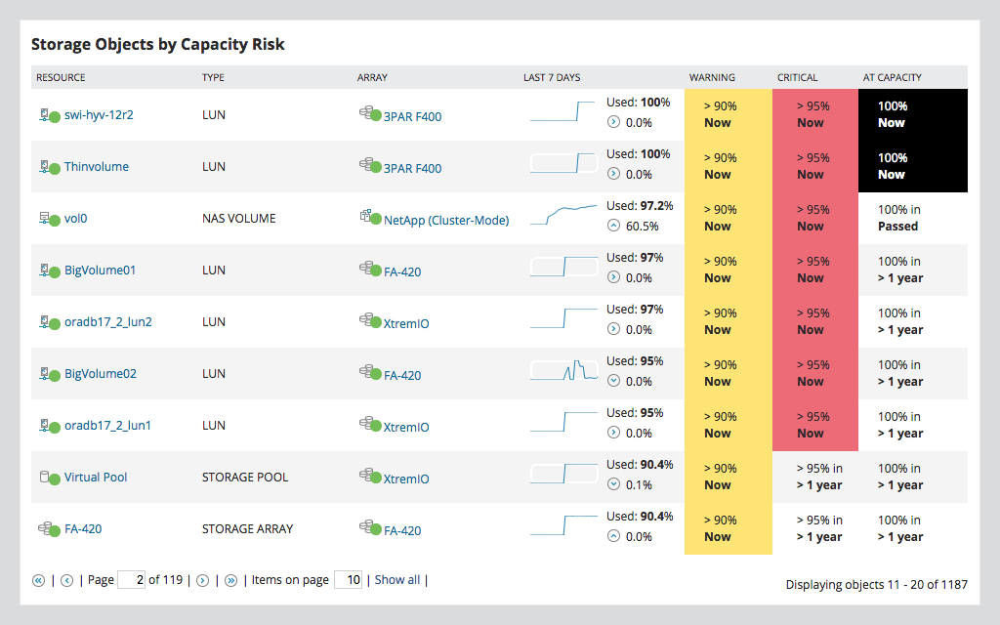 Storage Objects by Capacity Risk
RESOURCE TYPE ARRAY LAST 7 DAYS WARNING CRITICAL AT CAPACITY
swi-hyv-12r2 LUN 3PAR F400 Used: 100% > 90% > 95% 100%
0.0% Now Now Now
Thinvolume LUN 3PAR F400 Used: 100% > 90% > 95% 100%
0.0% Now Now Now
vol0 NAS VOLUME NetApp (Cluster-Mode) Used: 97.2% > 90% > 95% 100% in
60.5% Now Now Passed
BigVolume01 LUN FA-420 Used: 97% > 90% > 95% 100% in
0.0% Now Now > 1 year
oradb17_2_lun2 LUN XtremIO Used: 97% > 90% > 95% 100% in
0.0% Now Now > 1 year
BigVolume02 LUN FA-420 Used: 95% > 90% > 95% 100% in
0.0% Now Now > 1 year
oradb17_2_lun1 LUN XtremIO Used: 95% > 90% > 95% 100% in
0.0% Now Now > 1 year
Virtual Pool STORAGE POOL XtremIO Used: 90.4% > 90% > 95% in 100% in
0.1% Now > 1 year > 1 year
FA-420 STORAGE ARRAY FA-420 Used: 90.4% > 90% > 95% in 100% in
0.0% Now > 1 year > 1 year
| | Page 2 of 119 | | | Items on page 10 | Show all |
Displaying objects 11 - 20 of 1187